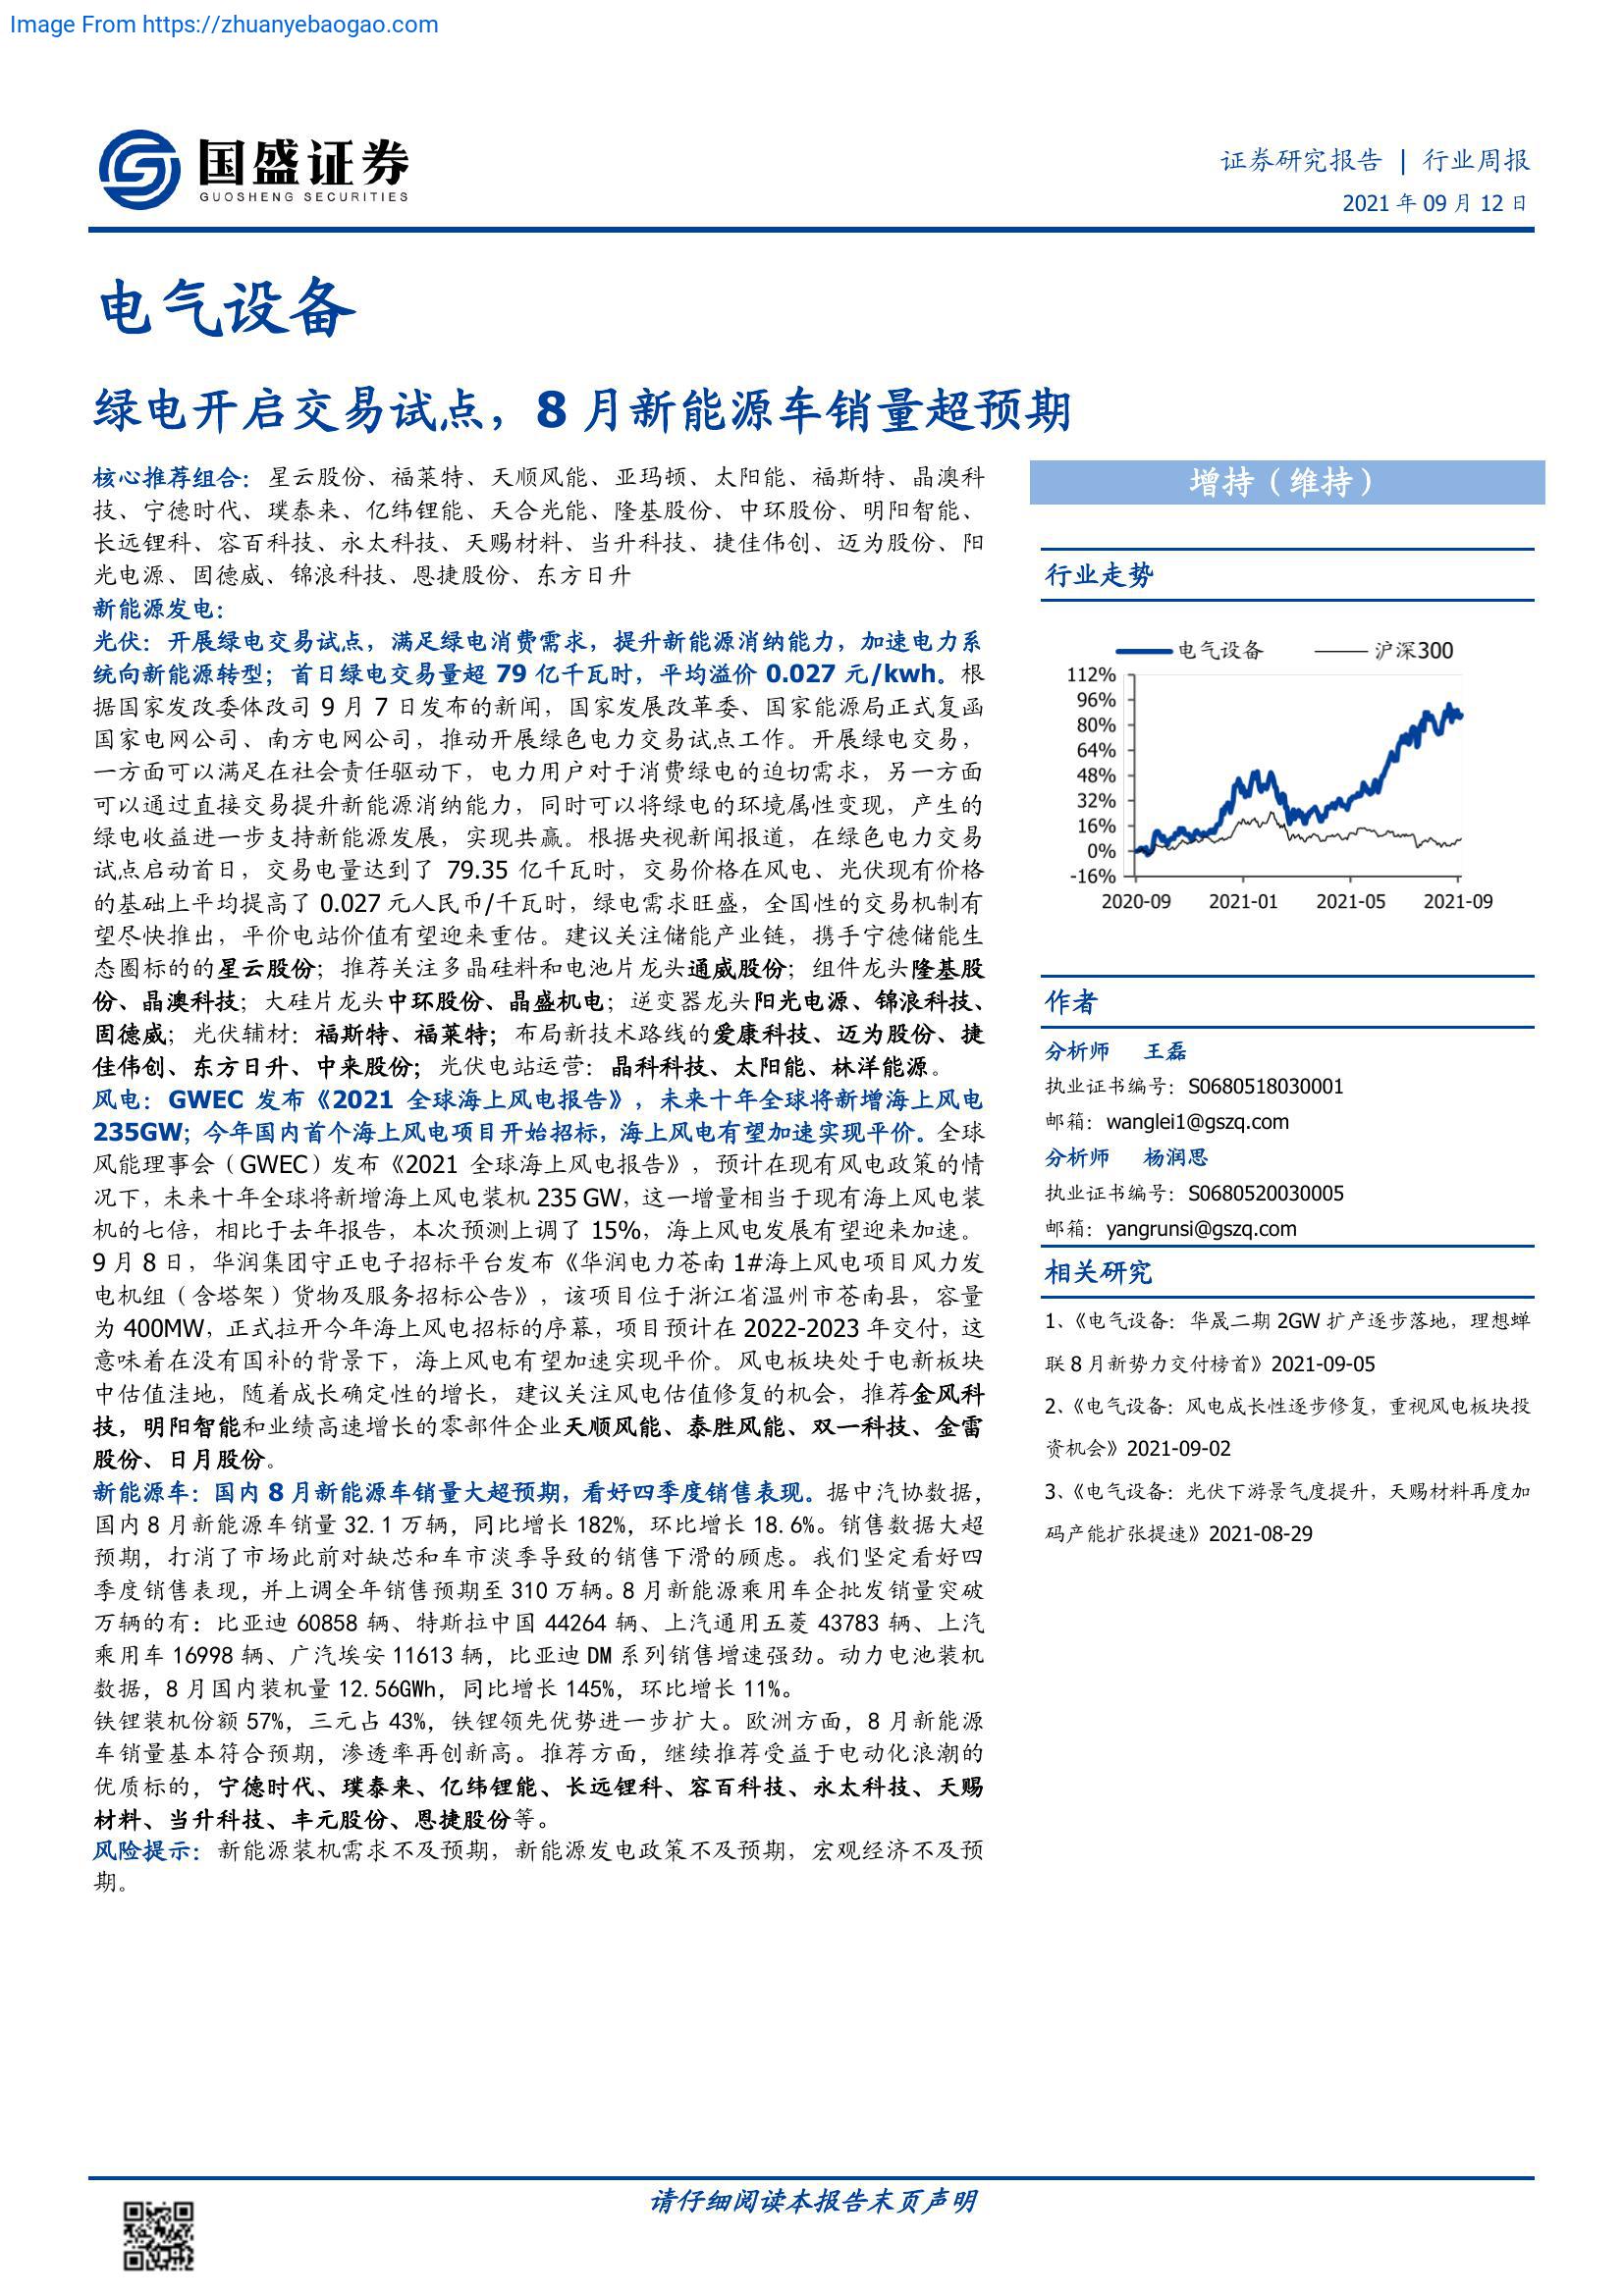 Image From https://zhuanyebaogao.com
国盛证券
GUOSHENG SECURITIES
证券研究报告 | 行业周报
2021 年 09 月 12 日
电气设备
绿电开启交易试点，8 月新能源车销量超预期
核心推荐组合：星云股份、福莱特、天顺风能、亚玛顿、太阳能、福斯特、晶澳科
技、宁德时代、璞泰来、亿纬锂能、天合光能、隆基股份、中环股份、明阳智能、
长远锂科、容百科技、永太科技、天赐材料、当升科技、捷佳伟创、迈为股份、阳
光电源、固德威、锦浪科技、恩捷股份、东方日升
新能源发电：
光伏：开展绿电交易试点，满足绿电消费需求，提升新能源消纳能力，加速电力系
统向新能源转型；首日绿电交易量超 79 亿千瓦时，平均溢价 0.027 元/kwh。根
据国家发改委体改司 9 月 7 日发布的新闻，国家发展改革委、国家能源局正式复函
国家电网公司、南方电网公司，推动开展绿色电力交易试点工作。开展绿电交易，
一方面可以满足在社会责任驱动下，电力用户对于消费绿电的迫切需求，另一方面
可以通过直接交易提升新能源消纳能力，同时可以将绿电的环境属性变现，产生的
绿电收益进一步支持新能源发展，实现共赢。根据央视新闻报道，在绿色电力交易
试点启动首日，交易电量达到了 79.35 亿千瓦时，交易价格在风电、光伏现有价格
的基础上平均提高了 0.027 元人民币/千瓦时，绿电需求旺盛，全国性的交易机制有
望尽快推出，平价电站价值有望迎来重估。建议关注储能产业链，携手宁德储能生
态圈标的的星云股份；推荐关注多晶硅料和电池片龙头通威股份；组件龙头隆基股
份、晶澳科技；大硅片龙头中环股份、晶盛机电；逆变器龙头阳光电源、锦浪科技、
固德威；光伏辅材：福斯特、福莱特；布局新技术路线的爱康科技、迈为股份、捷
佳伟创、东方日升、中来股份；光伏电站运营：晶科科技、太阳能、林洋能源。
风电：GWEC 发布《2021 全球海上风电报告》，未来十年全球将新增海上风电
235GW；今年国内首个海上风电项目开始招标，海上风电有望加速实现平价。全球
风能理事会（GWEC）发布《2021 全球海上风电报告》，预计在现有风电政策的情
况下，未来十年全球将新增海上风电装机 235 GW，这一增量相当于现有海上风电装
机的七倍，相比于去年报告，本次预测上调了 15%，海上风电发展有望迎来加速。
9 月 8 日，华润集团守正电子招标平台发布《华润电力苍南 1#海上风电项目风力发
电机组（含塔架）货物及服务招标公告》，该项目位于浙江省温州市苍南县，容量
为 400MW，正式拉开今年海上风电招标的序幕，项目预计在 2022-2023 年交付，这
意味着在没有国补的背景下，海上风电有望加速实现平价。风电板块处于电新板块
中估值洼地，随着成长确定性的增长，建议关注风电估值修复的机会，推荐金风科
技，明阳智能和业绩高速增长的零部件企业天顺风能、泰胜风能、双一科技、金雷
股份、日月股份。
新能源车：国内 8 月新能源车销量大超预期，看好四季度销售表现。据中汽协数据，
国内 8 月新能源车销量 32.1 万辆，同比增长 182%，环比增长 18.6%。销售数据大超
预期，打消了市场此前对缺芯和车市淡季导致的销售下滑的顾虑。我们坚定看好四
季度销售表现，并上调全年销售预期至 310 万辆。8 月新能源乘用车企批发销量突破
万辆的有：比亚迪 60858 辆、特斯拉中国 44264 辆、上汽通用五菱 43783 辆、上汽
乘用车 16998 辆、广汽埃安 11613 辆，比亚迪 DM 系列销售增速强劲。动力电池装机
数据，8 月国内装机量 12.56GWh，同比增长 145%，环比增长 11%。
铁锂装机份额 57%，三元占 43%，铁锂领先优势进一步扩大。欧洲方面，8 月新能源
车销量基本符合预期，渗透率再创新高。推荐方面，继续推荐受益于电动化浪潮的
优质标的，宁德时代、璞泰来、亿纬锂能、长远锂科、容百科技、永太科技、天赐
材料、当升科技、丰元股份、恩捷股份等。
风险提示：新能源装机需求不及预期，新能源发电政策不及预期，宏观经济不及预
期。
增持（维持）
行业走势
电气设备 沪深300
112%
96%
80%
64%
48%
32%
16%
0%
-16%
2020-09 2021-01 2021-05 2021-09
作者
分析师 王磊
执业证书编号：S0680518030001
邮箱：wanglei1@gszq.com
分析师 杨润思
执业证书编号：S0680520030005
邮箱：yangrunsi@gszq.com
相关研究
1、《电气设备：华晟二期 2GW 扩产逐步落地，理想蝉
联 8 月新势力交付榜首》2021-09-05
2、《电气设备：风电成长性逐步修复，重视风电板块投
资机会》2021-09-02
3、《电气设备：光伏下游景气度提升，天赐材料再度加
码产能扩张提速》2021-08-29
请仔细阅读本报告末页声明